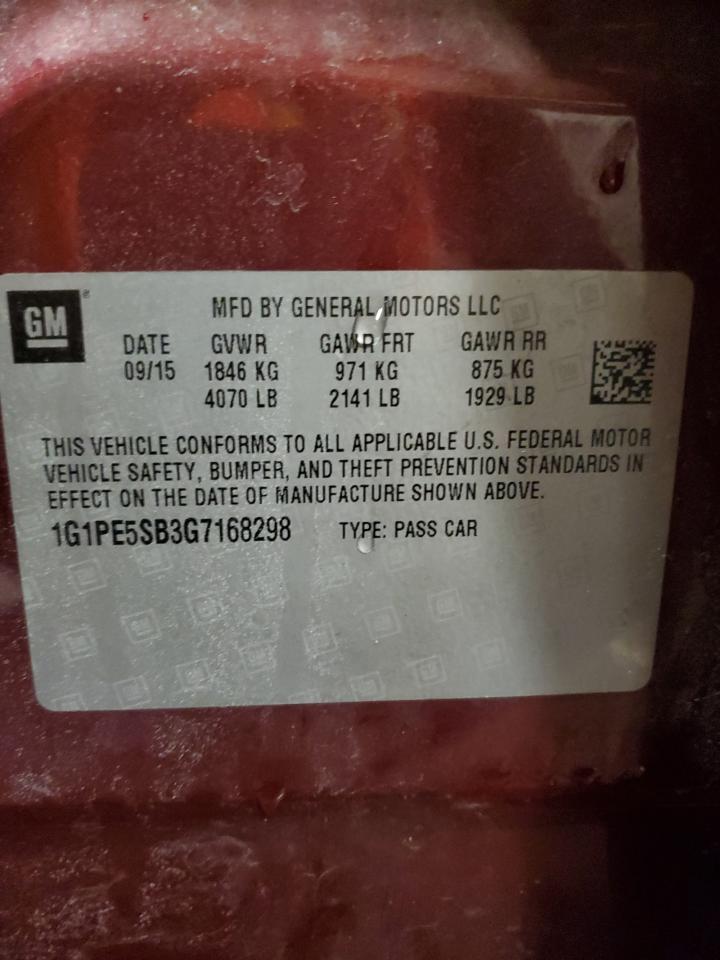 GM
MFD BY GENERAL MOTORS LLC
DATE GVWR GAWR FRT GAWR RR
09/15 1846 KG 971 KG 875 KG
4070 LB 2141 LB 1929 LB
THIS VEHICLE CONFORMS TO ALL APPLICABLE U.S. FEDERAL MOTOR
VEHICLE SAFETY, BUMPER, AND THEFT PREVENTION STANDARDS IN
EFFECT ON THE DATE OF MANUFACTURE SHOWN ABOVE.
1G1PE5SB3G7168298 TYPE: PASS CAR